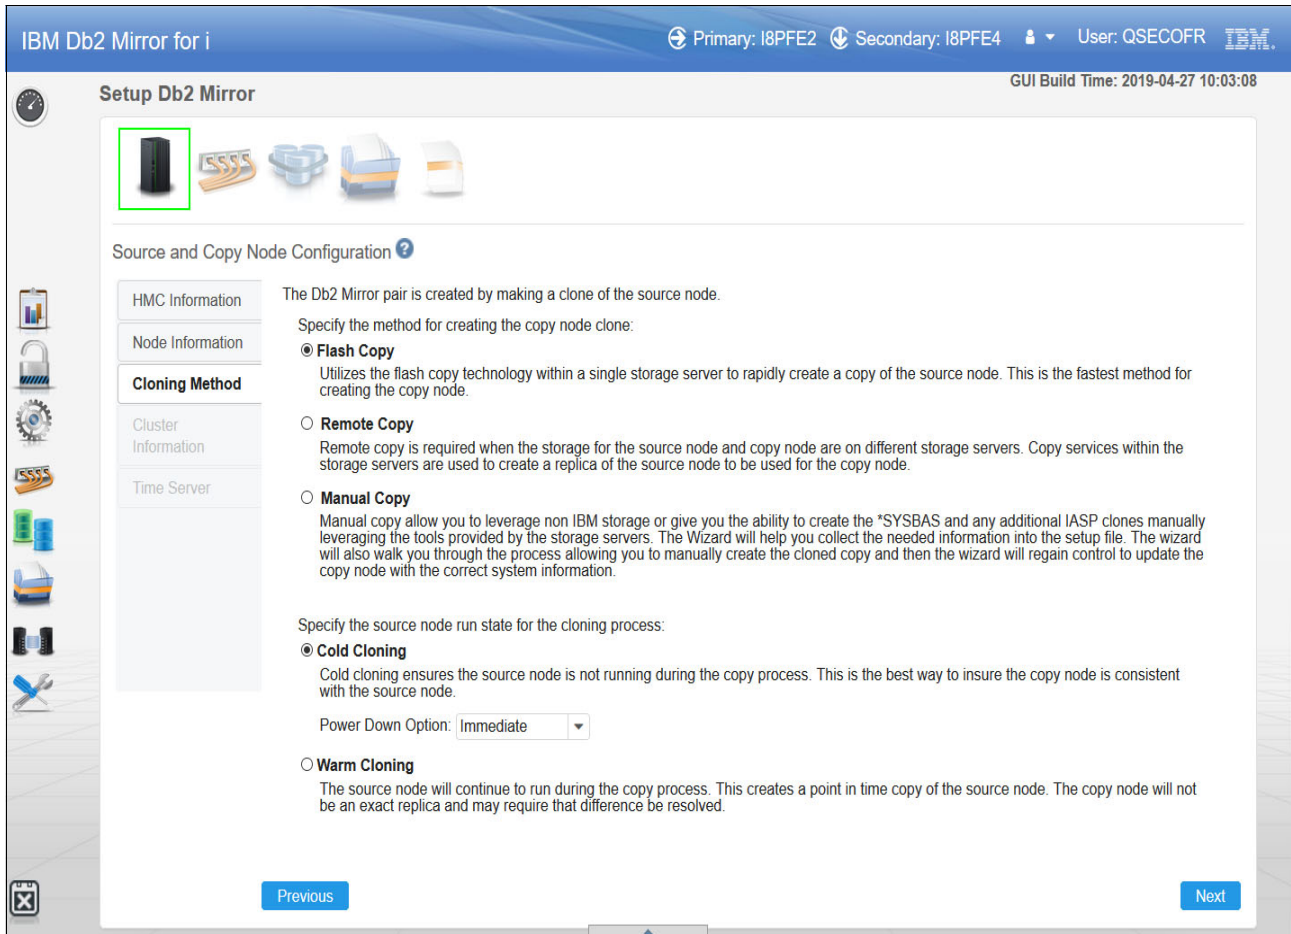 IBM Db2 Mirror for i
Primary: I8PFE2 Secondary: I8PFE4 User: QSECOFR IBM.
GUI Build Time: 2019-04-27 10:03:08
Setup Db2 Mirror
Source and Copy Node Configuration ?
HMC Information
Node Information
Cloning Method
Cluster
Information
Time Server
The Db2 Mirror pair is created by making a clone of the source node.
Specify the method for creating the copy node clone:
Flash Copy
Utilizes the flash copy technology within a single storage server to rapidly create a copy of the source node. This is the fastest method for
creating the copy node.
Remote Copy
Remote copy is required when the storage for the source node and copy node are on different storage servers. Copy services within the
storage servers are used to create a replica of the source node to be used for the copy node.
Manual Copy
Manual copy allow you to leverage non IBM storage or give you the ability to create the *SYSBAS and any additional IASP clones manually
leveraging the tools provided by the storage servers. The Wizard will help you collect the needed information into the setup file. The wizard
will also walk you through the process allowing you to manually create the cloned copy and then the wizard will regain control to update the
copy node with the correct system information.
Specify the source node run state for the cloning process:
Cold Cloning
Cold cloning ensures the source node is not running during the copy process. This is the best way to insure the copy node is consistent
with the source node.
Power Down Option: Immediate
Warm Cloning
The source node will continue to run during the copy process. This creates a point in time copy of the source node. The copy node will not
be an exact replica and may require that difference be resolved.
Previous
Next